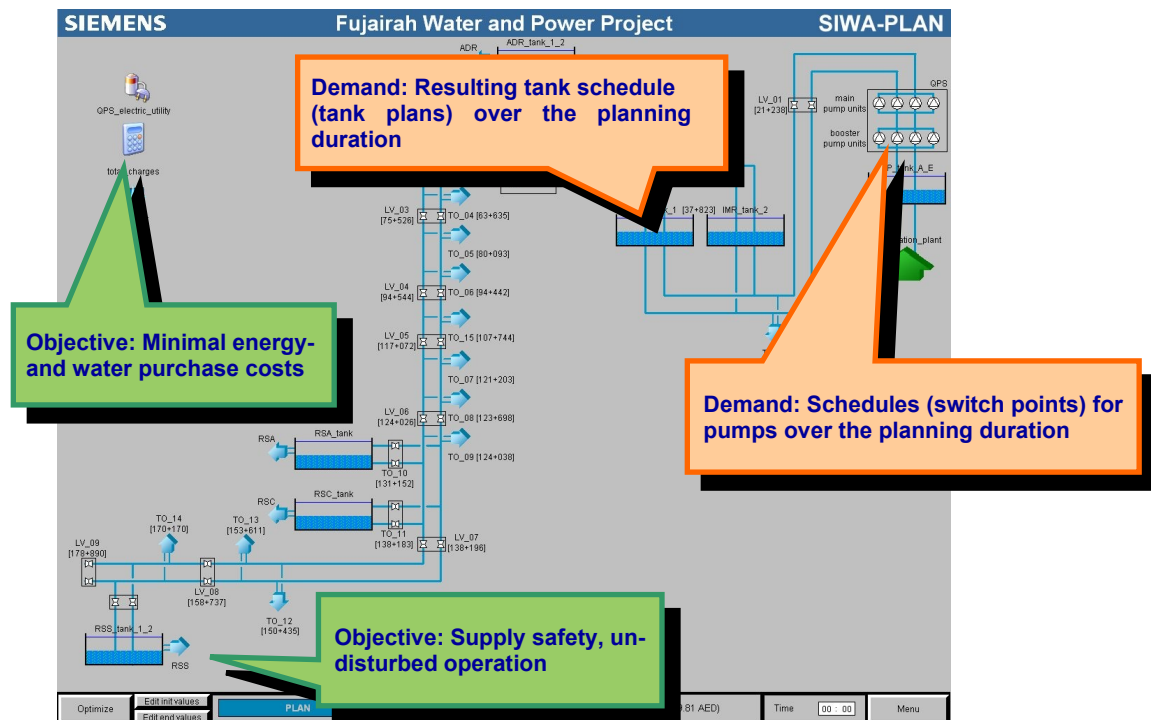 SIEMENS
Fujairah Water and Power Project
SIWA-PLAN
ADR
ADR_tank_1_2
QPS_electric_utility
Demand: Resulting tank schedule
(tank plans) over the planning
duration
LV_01
[21+238]
main
pump units
QPS
booster
pump units
LV_03
[75+526]
TO_04 [63+635]
_1 [37+823]
IMR_tank_2
TO_05 [80+093]
LV_04
[94+544]
TO_06 [94+442]
LV_05
[117+072]
TO_15 [107+744]
Objective: Minimal energy-
and water purchase costs
TO_07 [121+203]
LV_06
[124+026]
TO_08 [123+698]
TO_09 [124+038]
Demand: Schedules (switch points) for
pumps over the planning duration
RSA
RSA_tank
TO_10
[131+152]
RSC
RSC_tank
TO_11
[138+183]
LV_07
[138+196]
TO_14
[170+170]
TO_13
[153+611]
LV_09
[178+890]
LV_08
[158+737]
TO_12
[150+435]
RSS_tank_1_2
RSS
Objective: Supply safety, un-
disturbed operation
Optimize
Edit init values
Edit end values
PLAN
.81 AED)
Time
00 : 00
Menu